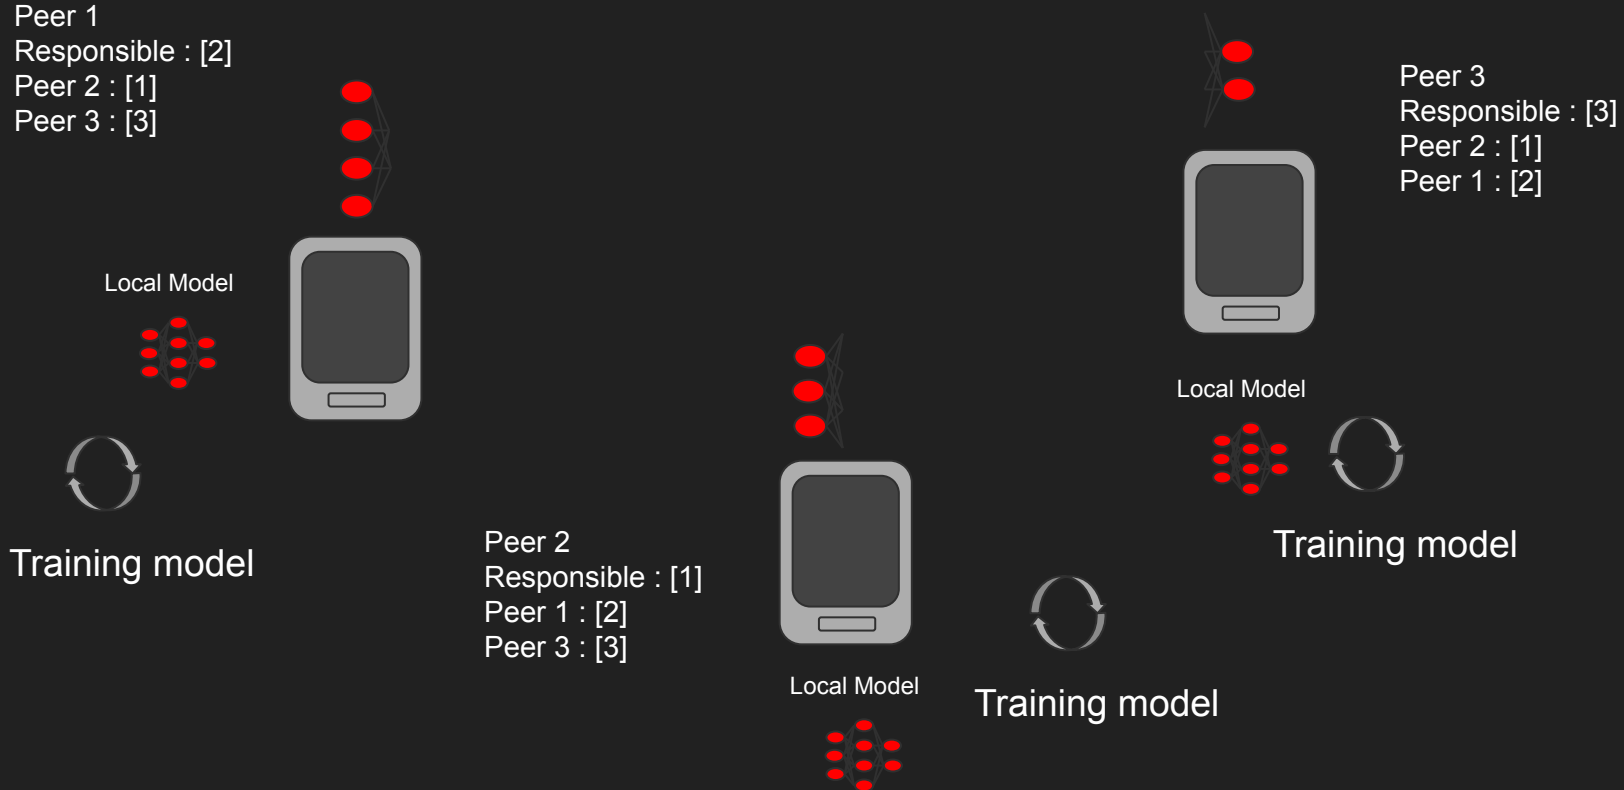 Peer 1
Responsible : [2]
Peer 2 : [1]
Peer 3 : [3]
Local Model
Training model
Peer 2
Responsible : [1]
Peer 1 : [2]
Peer 3 : [3]
Local Model
Training model
Peer 3
Responsible : [3]
Peer 2 : [1]
Peer 1 : [2]
Local Model
Training model